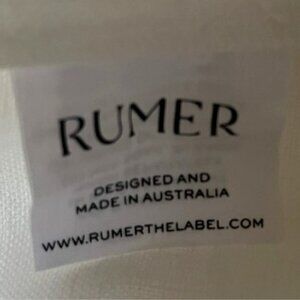 RUMER
DESIGNED AND
MADE IN AUSTRALIA
WWW.RUMERTHELABEL.COM